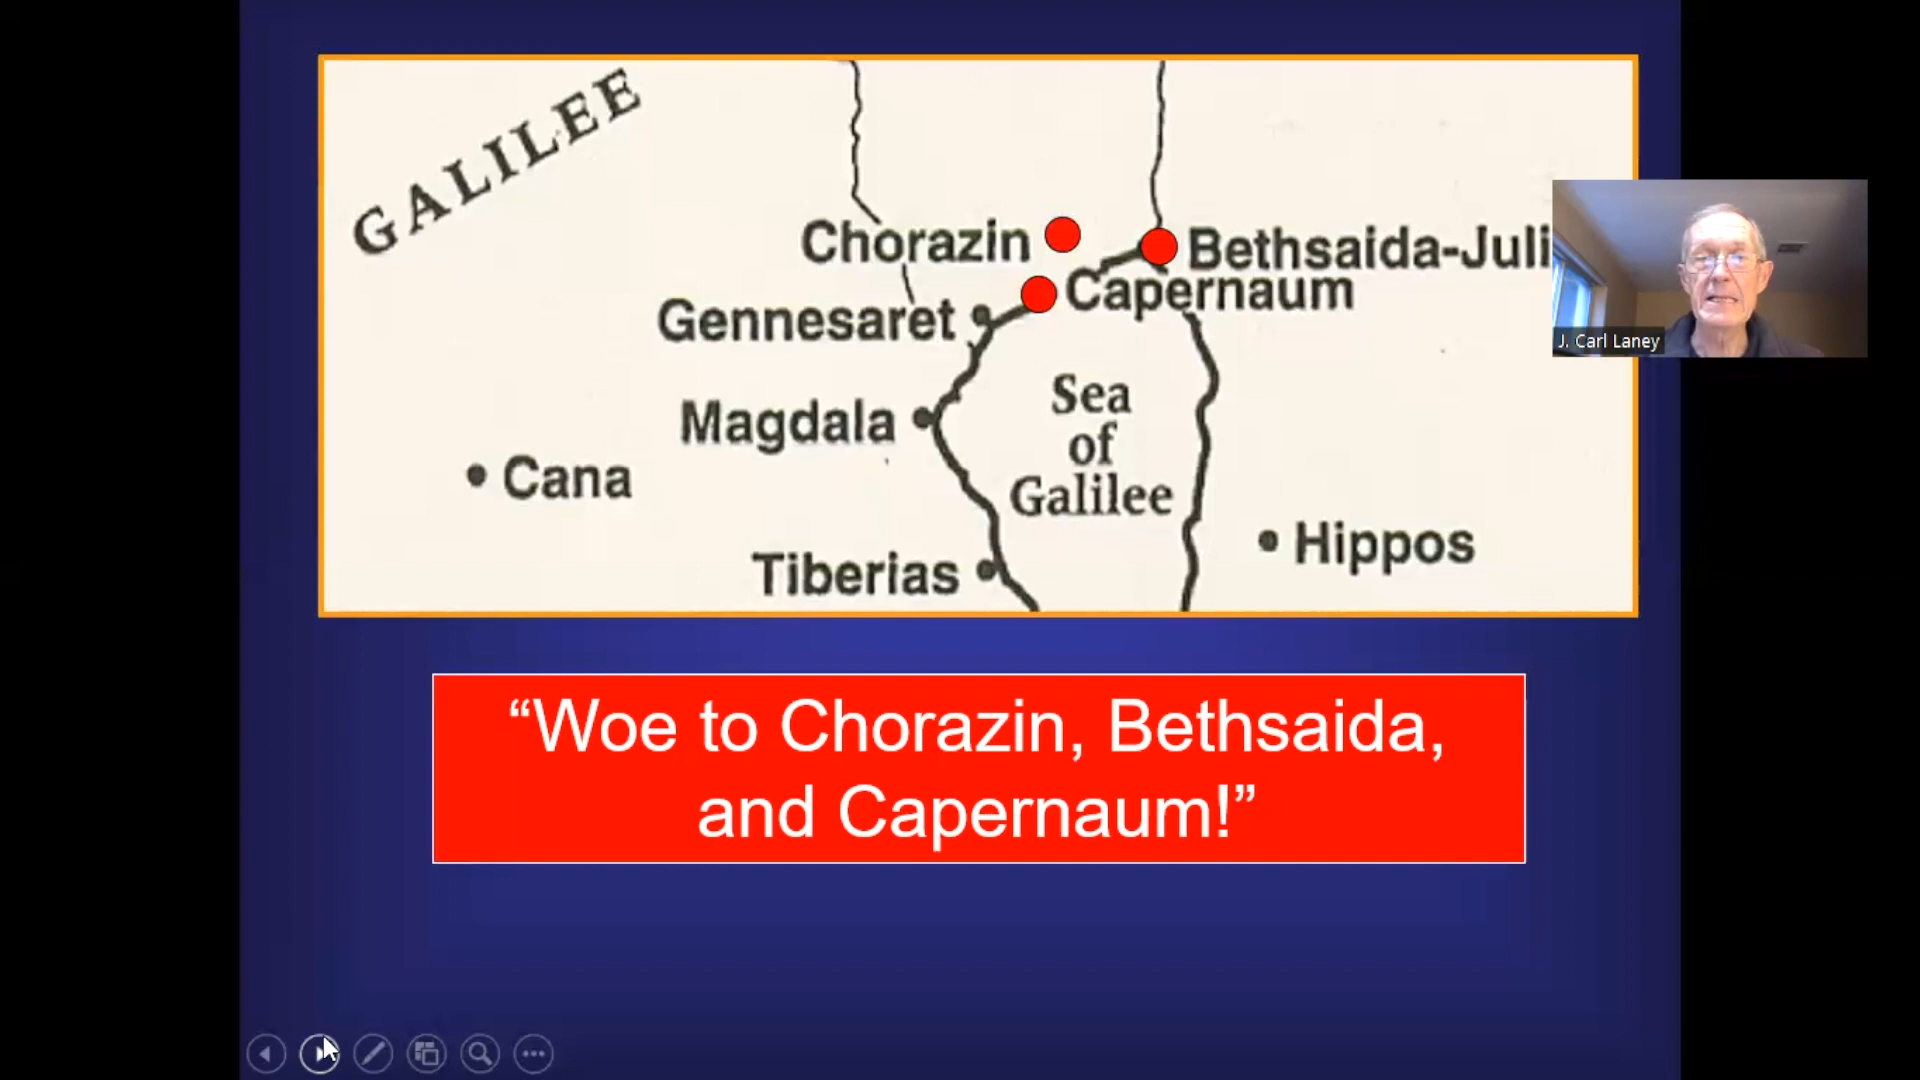 GALILEE
Chorazin
Bethsaida-Juli
Capernaum
Gennesaret
J. Carl Laney
Magdala
Sea
of
Galilee
Cana
Hippos
Tiberias
“Woe to Chorazin, Bethsaida,
and Capernaum!”